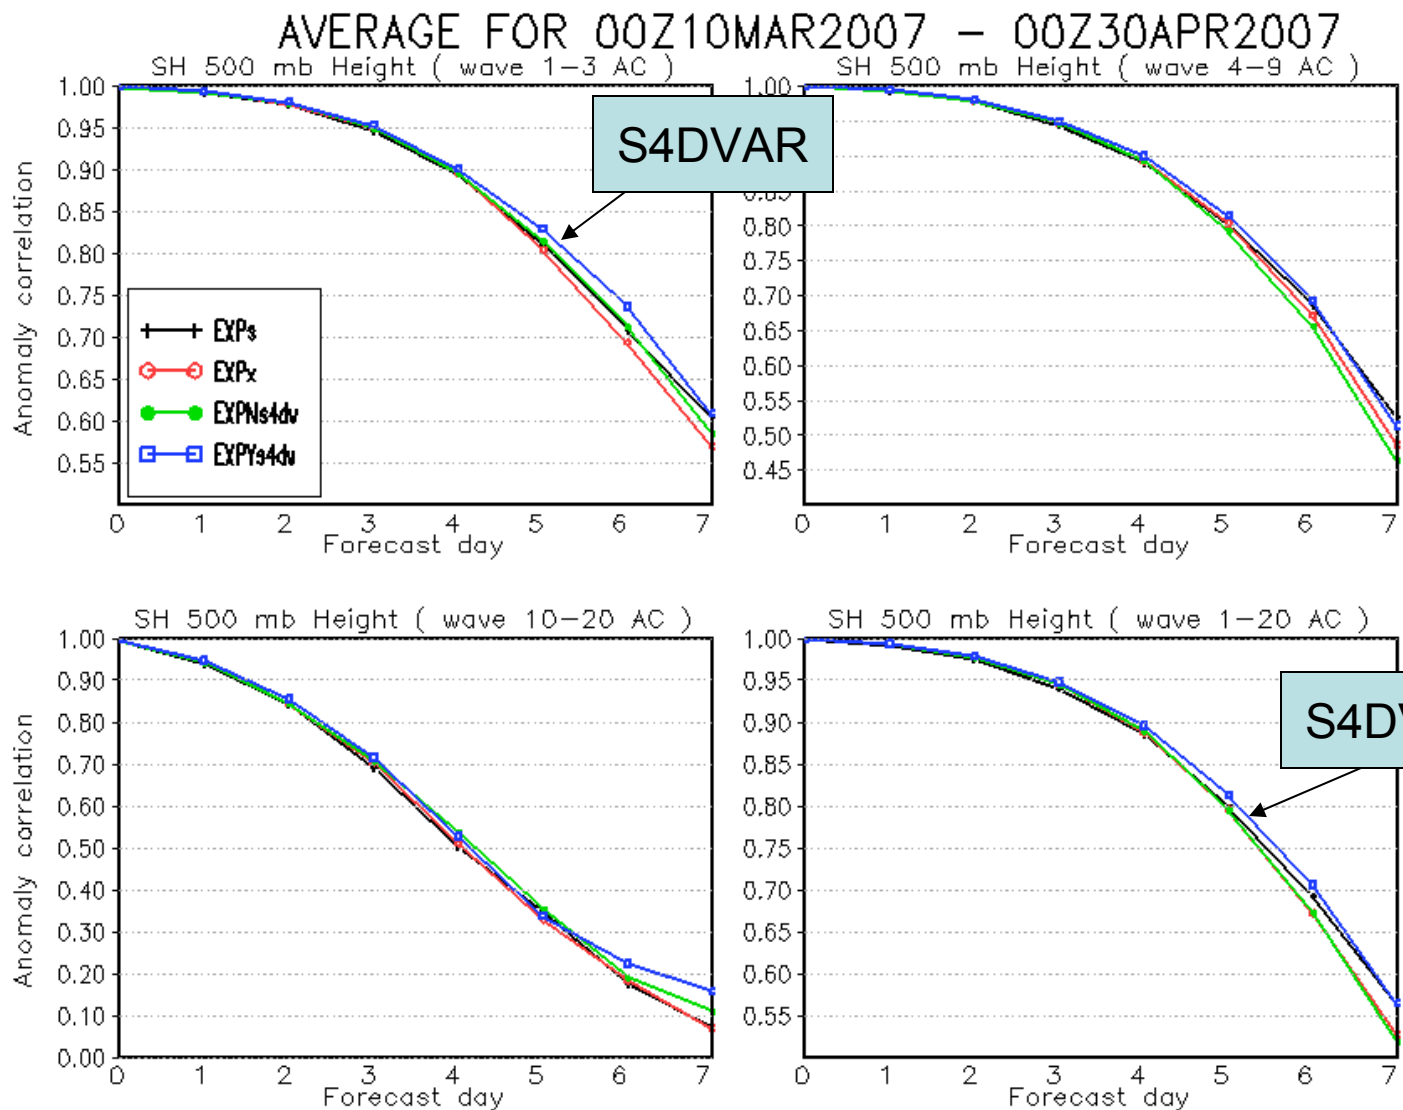 AVERAGE FOR 00Z10MAR2007 – 00Z30APR2007
SH 500 mb Height ( wave 1–3 AC )
1.00
0.95
0.90
0.85
0.80
0.75
0.70
0.65
0.60
0.55
Anomaly correlation
S4DVAR
EXPs
EXPx
EXPNs4dv
EXPYs4dv
0 1 2 3 4 5 6 7
Forecast day
SH 500 mb Height ( wave 4–9 AC )
1.00
0.85
0.80
0.75
0.70
0.65
0.60
0.55
0.50
0.45
0 1 2 3 4 5 6 7
Forecast day
SH 500 mb Height ( wave 10–20 AC )
1.00
0.90
0.80
0.70
0.60
0.50
0.40
0.30
0.20
0.10
0.00
Anomaly correlation
0 1 2 3 4 5 6 7
Forecast day
SH 500 mb Height ( wave 1–20 AC )
1.00
0.95
0.90
0.85
0.80
0.75
0.70
0.65
0.60
0.55
S4DV
0 1 2 3 4 5 6 7
Forecast day